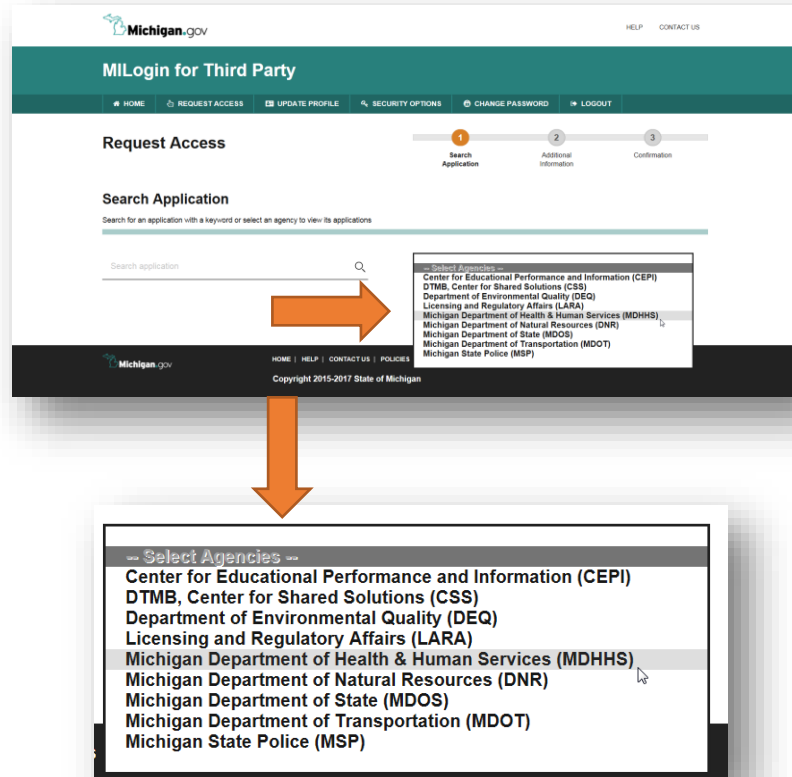 Michigan.gov
HELP CONTACT US
MILogin for Third Party
HOME REQUEST ACCESS UPDATE PROFILE SECURITY OPTIONS CHANGE PASSWORD LOGOUT
Request Access
1 2 3
Search Application
Additional Information
Confirmation
Search Application
Search for an application with a keyword or select an agency to view its applications
Search application
-- Select Agencies --
Center for Educational Performance and Information (CEPI)
DTMB, Center for Shared Solutions (CSS)
Department of Environmental Quality (DEQ)
Licensing and Regulatory Affairs (LARA)
Michigan Department of Health & Human Services (MDHHS)
Michigan Department of Natural Resources (DNR)
Michigan Department of State (MDOS)
Michigan Department of Transportation (MDOT)
Michigan State Police (MSP)
Michigan.gov
HOME | HELP | CONTACT US | POLICIES
Copyright 2015-2017 State of Michigan
-- Select Agencies --
Center for Educational Performance and Information (CEPI)
DTMB, Center for Shared Solutions (CSS)
Department of Environmental Quality (DEQ)
Licensing and Regulatory Affairs (LARA)
Michigan Department of Health & Human Services (MDHHS)
Michigan Department of Natural Resources (DNR)
Michigan Department of State (MDOS)
Michigan Department of Transportation (MDOT)
Michigan State Police (MSP)
s